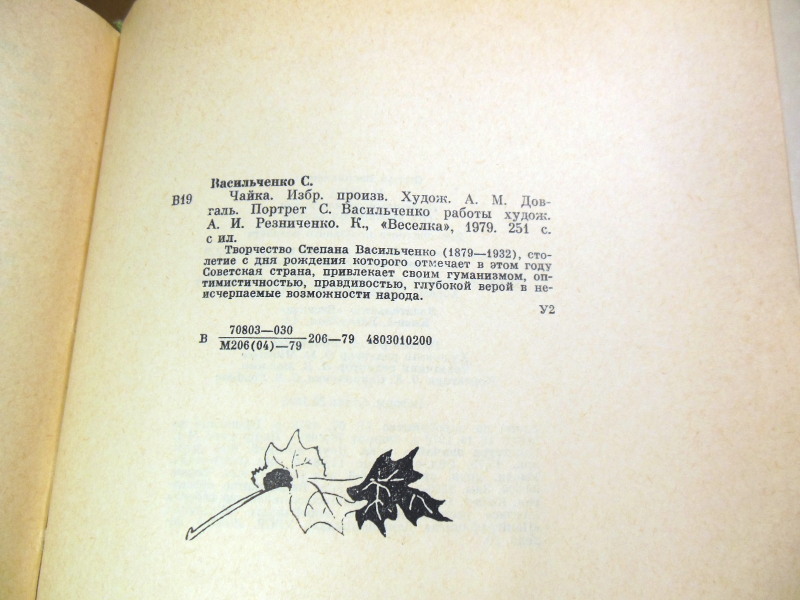 Васильченко С.
В19 Чайка. Избр. произв. Худож. А. М. Дов-
галь. Портрет С. Васильченко работы худож.
А. И. Резниченко. К., «Веселка», 1979. 251 с.
с ил.
Творчество Степана Васильченко (1879—1932), сто-
летие с дня рождения которого отмечает в этом году
Советская страна, привлекает своим гуманизмом, оп-
тимистичностью, правдивостью, глубокой верой в не-
исчерпаемые возможности народа.
У2
70803—030
В 206—79 4803010200
М206(04)—79